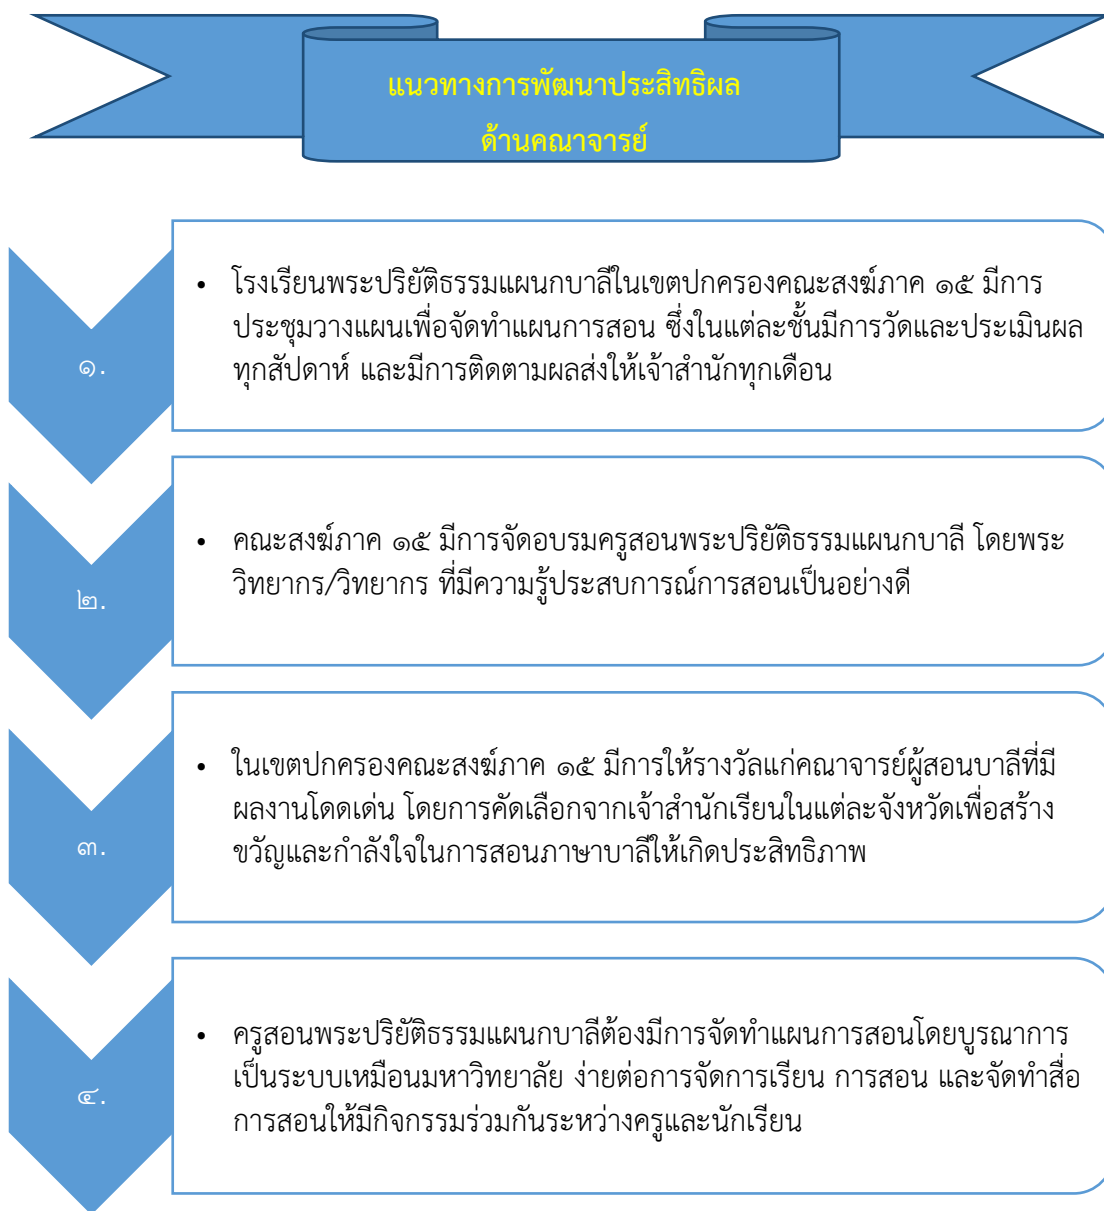 แนวทางการพัฒนาประสิทธิผล
ด้านคณาจารย์
๑.
• โรงเรียนพระปริยัติธรรมแผนกบาลีในเขตปกครองคณะสงฆ์ภาค ๑๕ มีการ
ประชุมวางแผนเพื่อจัดทำแผนการสอน ซึ่งในแต่ละชั้นมีการวัดและประเมินผล
ทุกสัปดาห์ และมีการติดตามผลส่งให้เจ้าสำนักทุกเดือน
๒.
• คณะสงฆ์ภาค ๑๕ มีการจัดอบรมครูสอนพระปริยัติธรรมแผนกบาลี โดยพระ
วิทยากร/วิทยากร ที่มีความรู้ประสบการณ์การสอนเป็นอย่างดี
๓.
• ในเขตปกครองคณะสงฆ์ภาค ๑๕ มีการให้รางวัลแก่คณาจารย์ผู้สอนบาลีที่มี
ผลงานโดดเด่น โดยการคัดเลือกจากเจ้าสำนักเรียนในแต่ละจังหวัดเพื่อสร้าง
ขวัญและกำลังใจในการสอนภาษาบาลีให้เกิดประสิทธิภาพ
๔.
• ครูสอนพระปริยัติธรรมแผนกบาลีต้องมีการจัดทำแผนการสอนโดยบูรณาการ
เป็นระบบเหมือนมหาวิทยาลัย ง่ายต่อการจัดการเรียน การสอน และจัดทำสื่อ
การสอนให้มีกิจกรรมร่วมกันระหว่างครูและนักเรียน